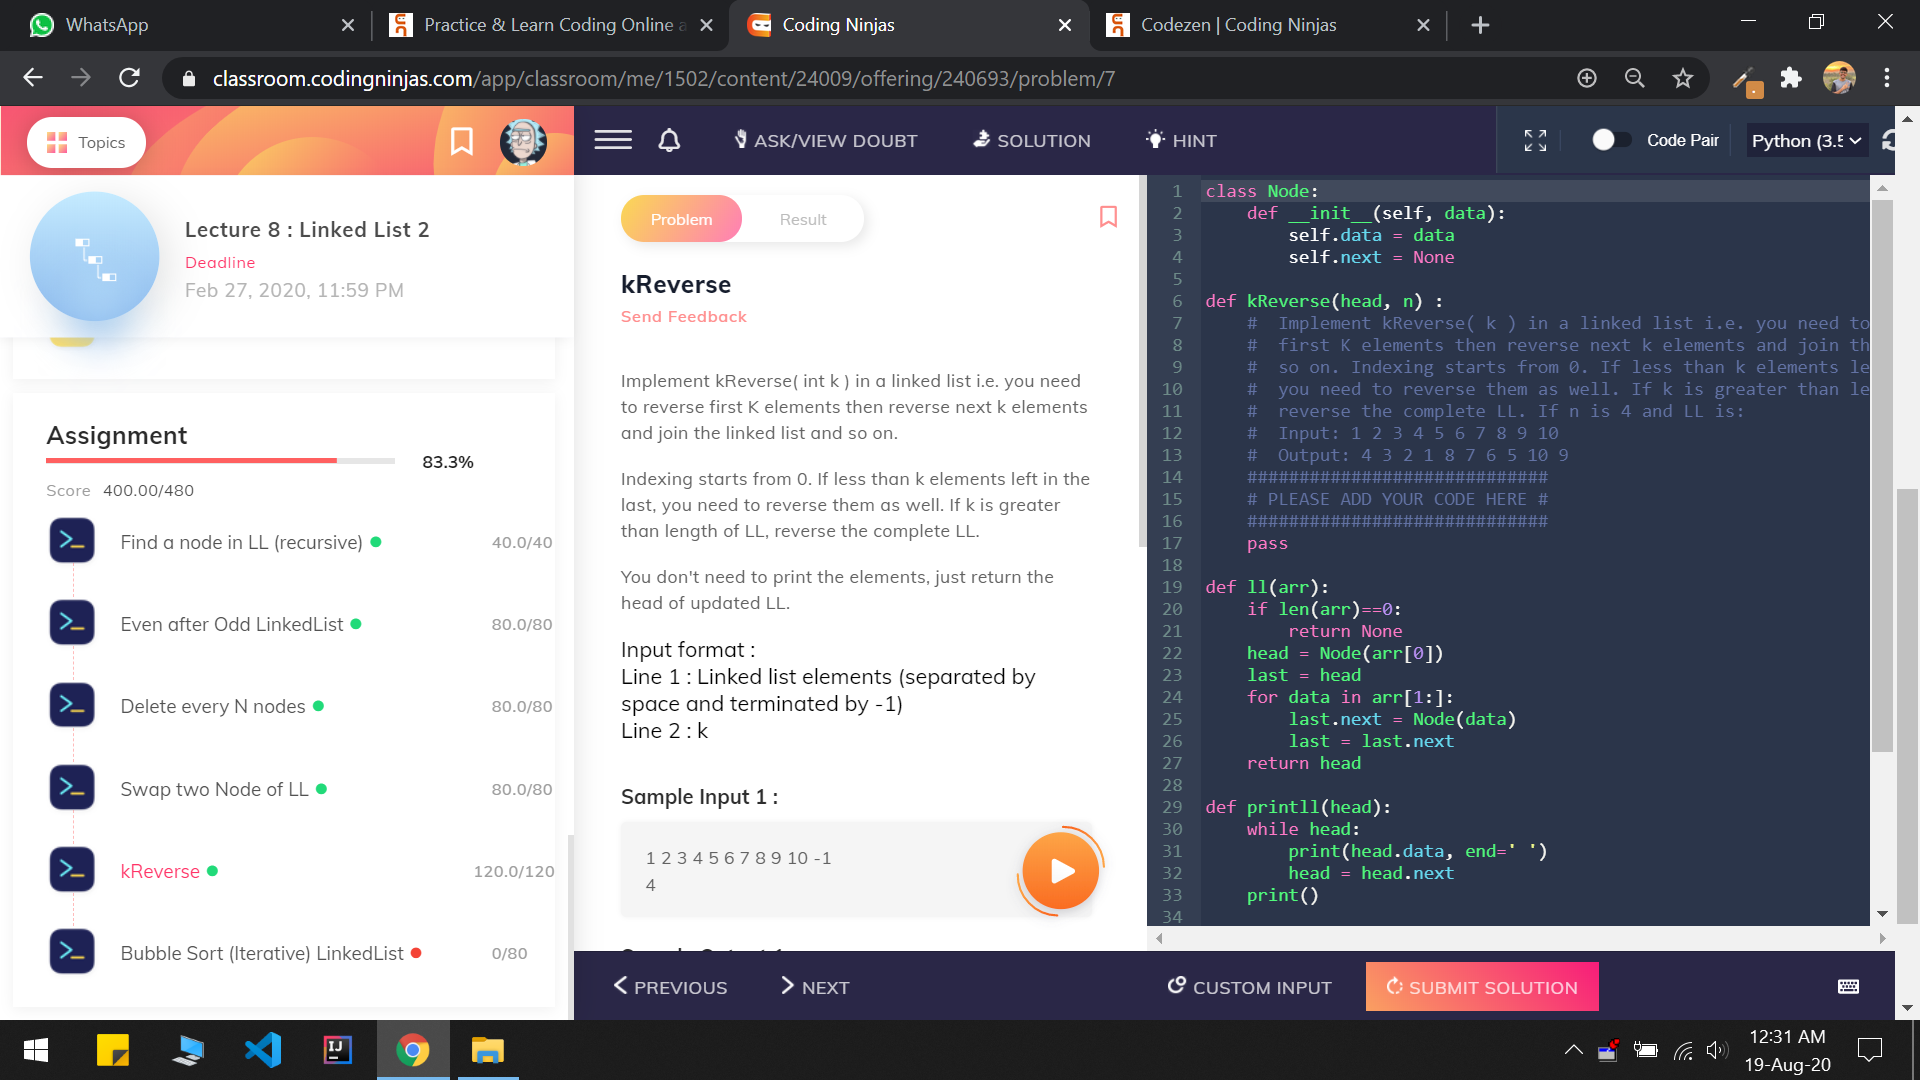 WhatsApp
Practice & Learn Coding Online a
Coding Ninjas
Codezen | Coding Ninjas
classroom.codingninjas.com/app/classroom/me/1502/content/24009/offering/240693/problem/7
Topics
ASK/VIEW DOUBT
SOLUTION
HINT
Code Pair
Python (3.5
Lecture 8 : Linked List 2
Deadline
Feb 27, 2020, 11:59 PM
Assignment
83.3%
Score 400.00/480
Find a node in LL (recursive) 40.0/40
Even after Odd LinkedList 80.0/80
Delete every N nodes 80.0/80
Swap two Node of LL 80.0/80
kReverse 120.0/120
Bubble Sort (Iterative) LinkedList 0/80
Problem
Result
kReverse
Send Feedback
Implement kReverse( int k ) in a linked list i.e. you need
to reverse first K elements then reverse next k elements
and join the linked list and so on.
Indexing starts from 0. If less than k elements left in the
last, you need to reverse them as well. If k is greater
than length of LL, reverse the complete LL.
You don't need to print the elements, just return the
head of updated LL.
Input format :
Line 1 : Linked list elements (separated by
space and terminated by -1)
Line 2 : k
Sample Input 1 :
1 2 3 4 5 6 7 8 9 10 -1
4
1 class Node:
2 def __init__(self, data):
3 self.data = data
4 self.next = None
5
6 def kReverse(head, n) :
7 # Implement kReverse( k ) in a linked list i.e. you need to
8 # first K elements then reverse next k elements and join th
9 # so on. Indexing starts from 0. If less than k elements le
10 # you need to reverse them as well. If k is greater than le
11 # reverse the complete LL. If n is 4 and LL is:
12 # Input: 1 2 3 4 5 6 7 8 9 10
13 # Output: 4 3 2 1 8 7 6 5 10 9
14 #############################
15 # PLEASE ADD YOUR CODE HERE #
16 #############################
17 pass
18
19 def ll(arr):
20 if len(arr)==0:
21 return None
22 head = Node(arr[0])
23 last = head
24 for data in arr[1:]:
25 last.next = Node(data)
26 last = last.next
27 return head
28
29 def printll(head):
30 while head:
31 print(head.data, end=' ')
32 head = head.next
33 print()
34
PREVIOUS
NEXT
CUSTOM INPUT
SUBMIT SOLUTION
12:31 AM
19-Aug-20